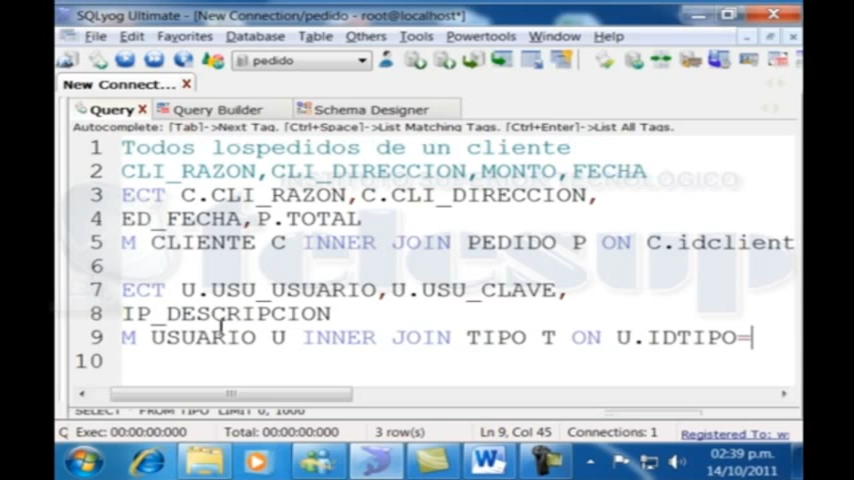 SQLyog Ultimate - [New Connection/pedido - root@localhost*]
File Edit Favorites Database Table Others Tools Powertools Window Help
pedido
New Connect...
Query Query Builder Schema Designer
Autocomplete: [Tab]->Next Tag. [Ctrl+Space]->List Matching Tags. [Ctrl+Enter]->List All Tags.
1 Todos lospedidos de un cliente
2 CLI_RAZON,CLI_DIRECCION,MONTO,FECHA
3 ECT C.CLI_RAZON,C.CLI_DIRECCION,
4 ED_FECHA,P.TOTAL
5 M CLIENTE C INNER JOIN PEDIDO P ON C.idclient
6
7 ECT U.USU_USUARIO,U.USU_CLAVE,
8 IP_DESCRIPCION
9 M USUARIO U INNER JOIN TIPO T ON U.IDTIPO=
10
INSTITUTO SUPERIOR TECNOLOGICO
idesup
SELECT * FROM TIPO LIMIT 0, 1000
Exec: 00:00:00:000 Total: 00:00:00:000 3 row(s) Ln 9, Col 45 Connections: 1 Registered To: w
02:39 p.m.
14/10/2011